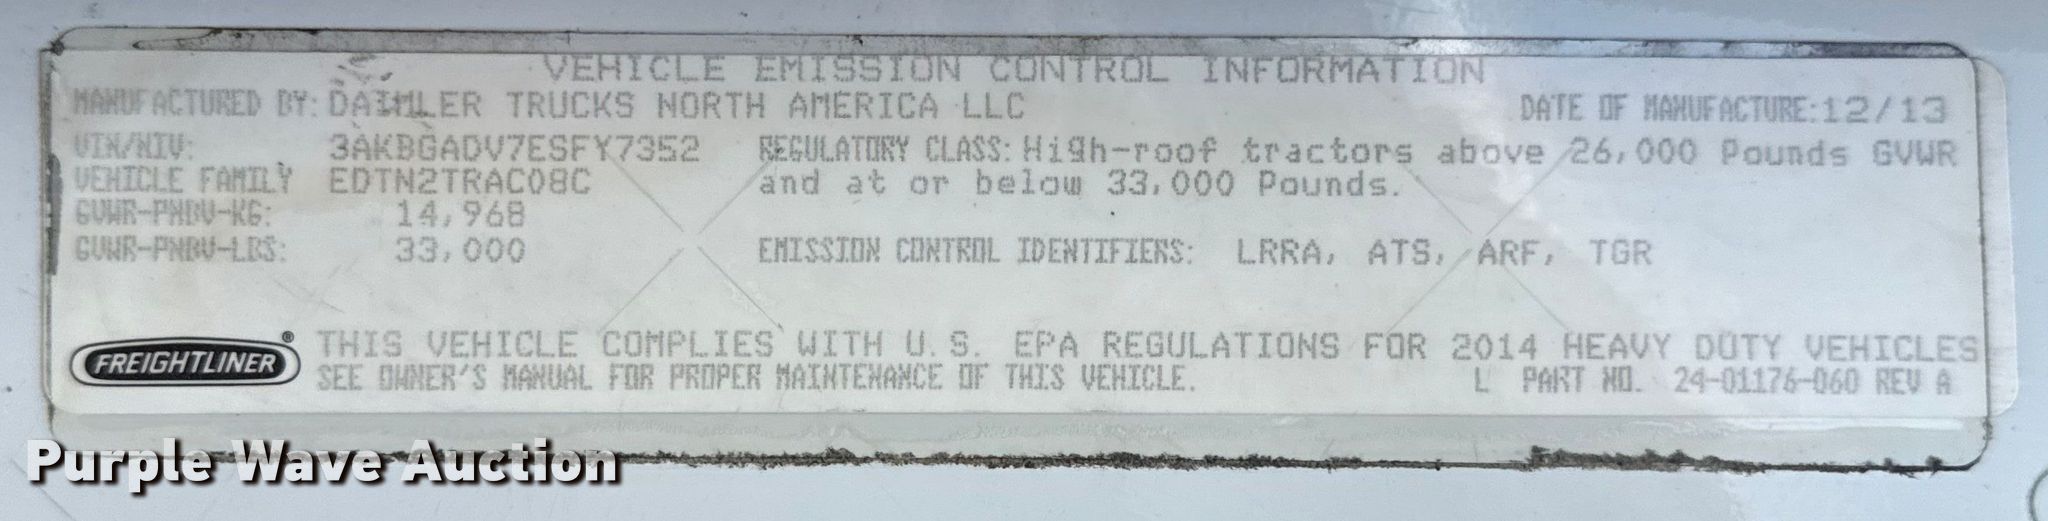 VEHICLE EMISSION CONTROL INFORMATION
MANUFACTURED BY: DAIMLER TRUCKS NORTH AMERICA LLC DATE OF MANUFACTURE: 12/13
VIN/NIV: 3AKBGADV7ESFY7352 REGULATORY CLASS: High-roof tractors above 26,000 Pounds GVWR
VEHICLE FAMILY EDTN2TRAC08C and at or below 33,000 Pounds.
GVWR-PNBV-KG: 14,968
GVWR-PNBV-LBS: 33,000 EMISSION CONTROL IDENTIFIERS: LRRA, ATS, ARF, TGR
FREIGHTLINER ® THIS VEHICLE COMPLIES WITH U.S. EPA REGULATIONS FOR 2014 HEAVY DUTY VEHICLES
SEE OWNER'S MANUAL FOR PROPER MAINTENANCE OF THIS VEHICLE. L PART NO. 24-01176-060 REV A
Purple Wave Auction